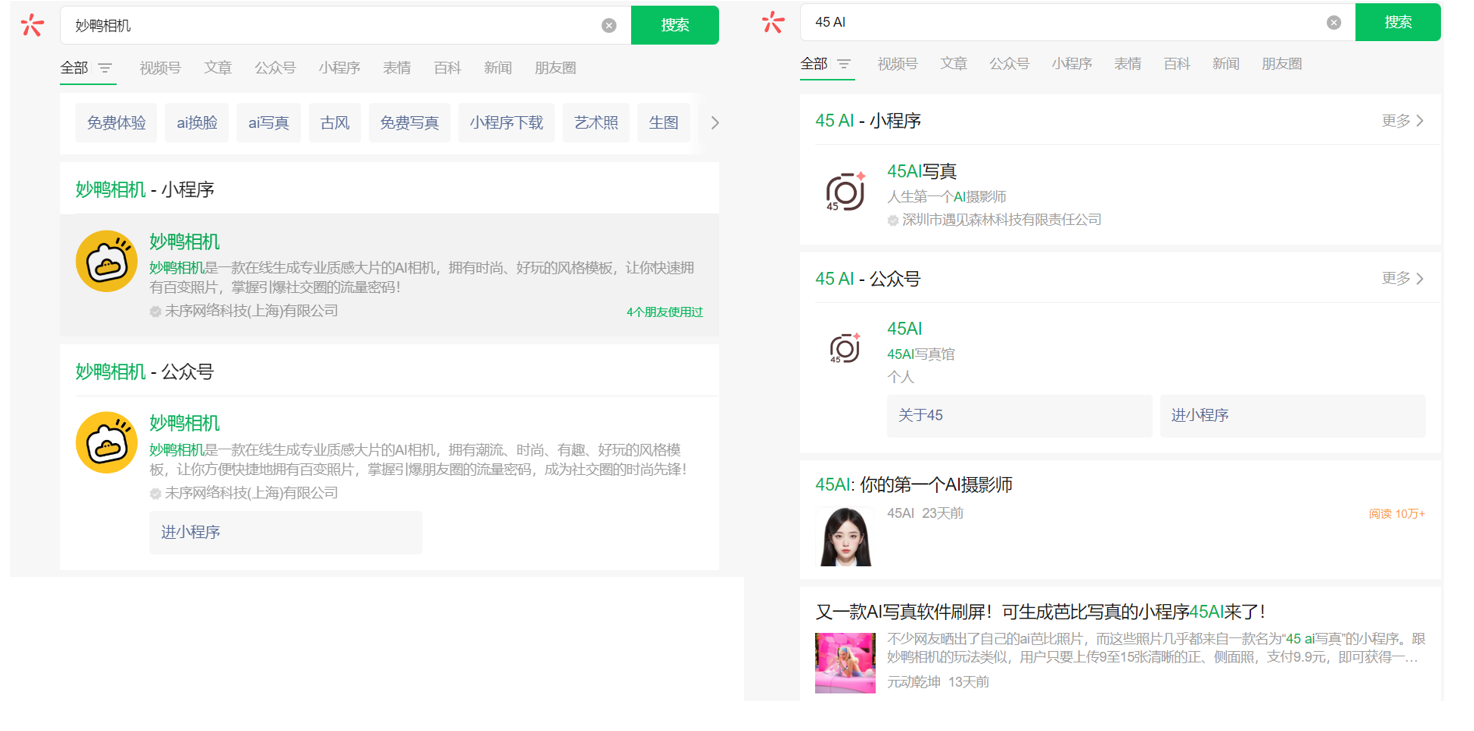 妙鸭相机
搜索
全部 视频号 文章 公众号 小程序 表情 百科 新闻 朋友圈
免费体验 ai换脸 ai写真 古风 免费写真 小程序下载 艺术照 生图
妙鸭相机 - 小程序
妙鸭相机
妙鸭相机是一款在线生成专业质感大片的AI相机，拥有时尚、好玩的风格模板，让你快速拥
有百变照片，掌握引爆社交圈的流量密码！
未序网络科技(上海)有限公司
4个朋友使用过
妙鸭相机 - 公众号
妙鸭相机
妙鸭相机是一款在线生成专业质感大片的AI相机，拥有潮流、时尚、有趣、好玩的风格模
板，让你方便快捷地拥有百变照片，掌握引爆朋友圈的流量密码，成为社交圈的时尚先锋！
未序网络科技(上海)有限公司
进小程序
45 AI
搜索
全部 视频号 文章 公众号 小程序 表情 百科 新闻 朋友圈
45 AI - 小程序
更多
45
45AI写真
人生第一个AI摄影师
深圳市遇见森林科技有限责任公司
45 AI - 公众号
更多
45
45AI
45AI写真馆
个人
关于45
进小程序
45AI: 你的第一个AI摄影师
45AI 23天前
阅读 10万+
又一款AI写真软件刷屏！可生成芭比写真的小程序45AI来了！
不少网友晒出了自己的ai芭比照片，而这些照片几乎都来自一款名为“45 ai写真”的小程序。跟
妙鸭相机的玩法类似，用户只要上传9至15张清晰的正、侧面照，支付9.9元，即可获得一…
元动乾坤 13天前